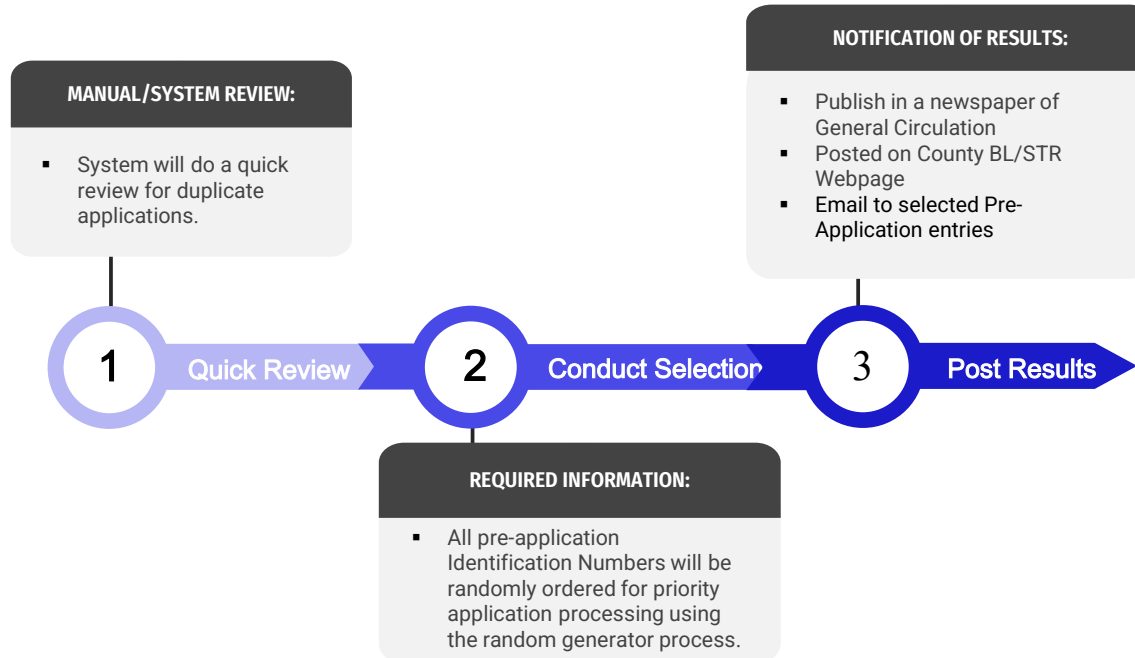 MANUAL/SYSTEM REVIEW:
▪ System will do a quick
review for duplicate
applications.
NOTIFICATION OF RESULTS:
▪ Publish in a newspaper of
General Circulation
▪ Posted on County BL/STR
Webpage
▪ Email to selected Pre-
Application entries
1
Quick Review
2
Conduct Selection
3
Post Results
REQUIRED INFORMATION:
▪ All pre-application
Identification Numbers will be
randomly ordered for priority
application processing using
the random generator process.